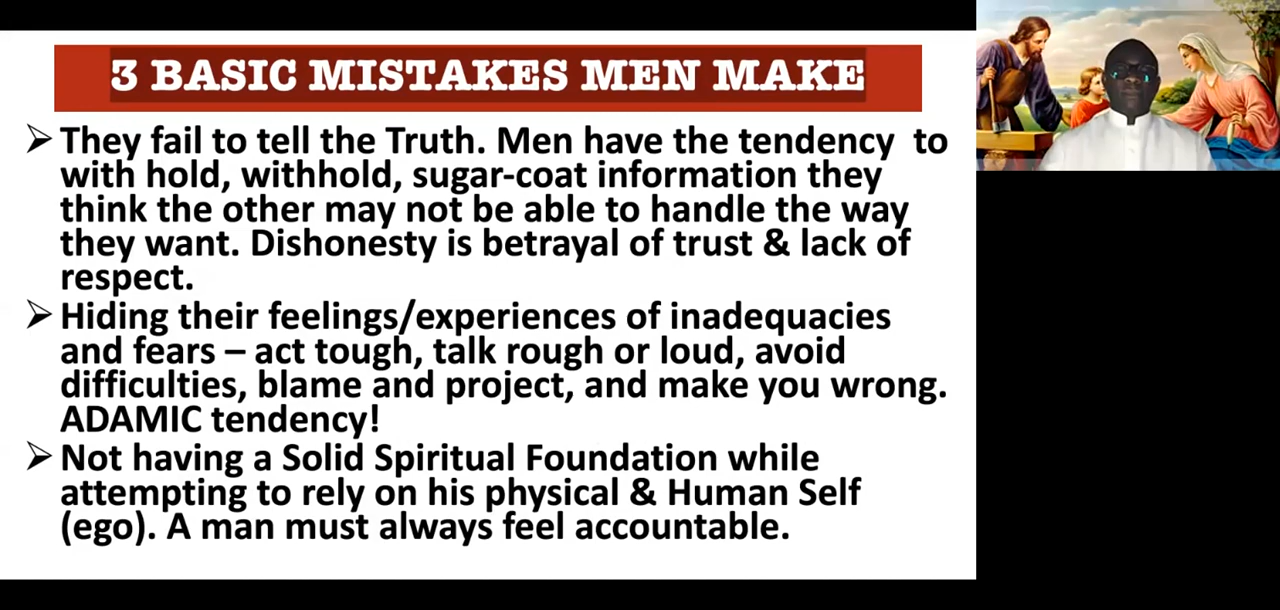 3 BASIC MISTAKES MEN MAKE
➢ They fail to tell the Truth. Men have the tendency to
with hold, withhold, sugar-coat information they
think the other may not be able to handle the way
they want. Dishonesty is betrayal of trust & lack of
respect.
➢ Hiding their feelings/experiences of inadequacies
and fears – act tough, talk rough or loud, avoid
difficulties, blame and project, and make you wrong.
ADAMIC tendency!
➢ Not having a Solid Spiritual Foundation while
attempting to rely on his physical & Human Self
(ego). A man must always feel accountable.